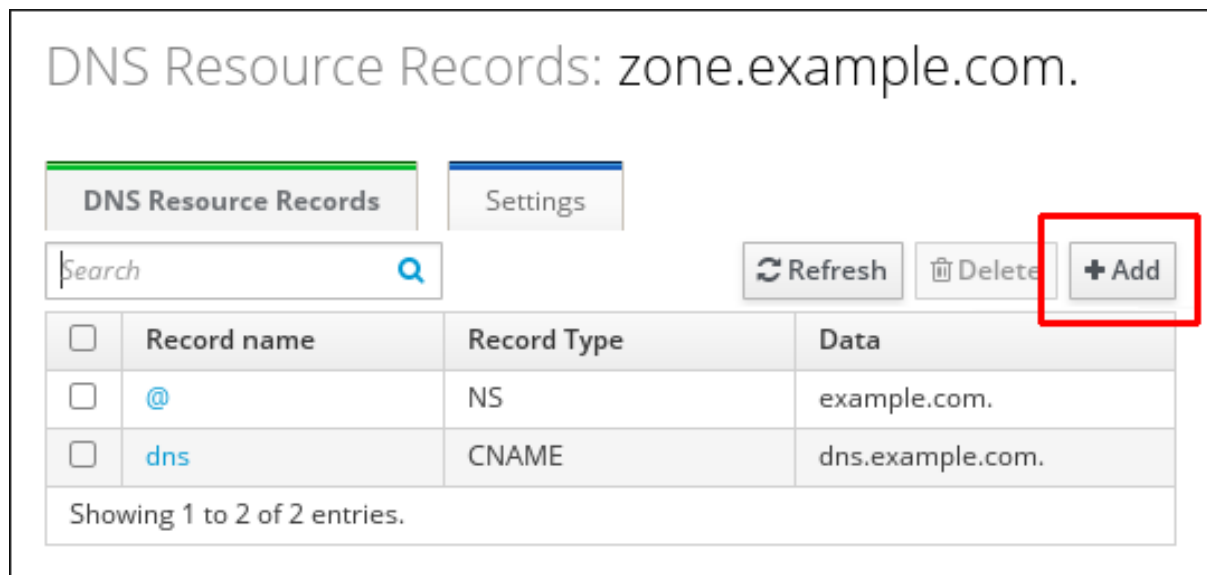 DNS Resource Records: zone.example.com.
DNS Resource Records Settings
Search Refresh Delete Add
Record name Record Type Data
@ NS example.com.
dns CNAME dns.example.com.
Showing 1 to 2 of 2 entries.